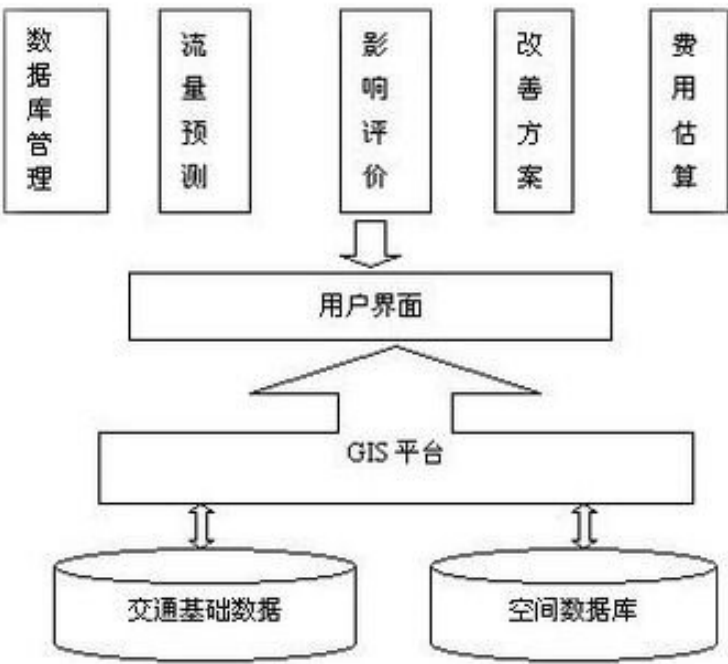 数据库管理
流量预测
影响评价
改善方案
费用估算
用户界面
GIS 平台
交通基础数据
空间数据库